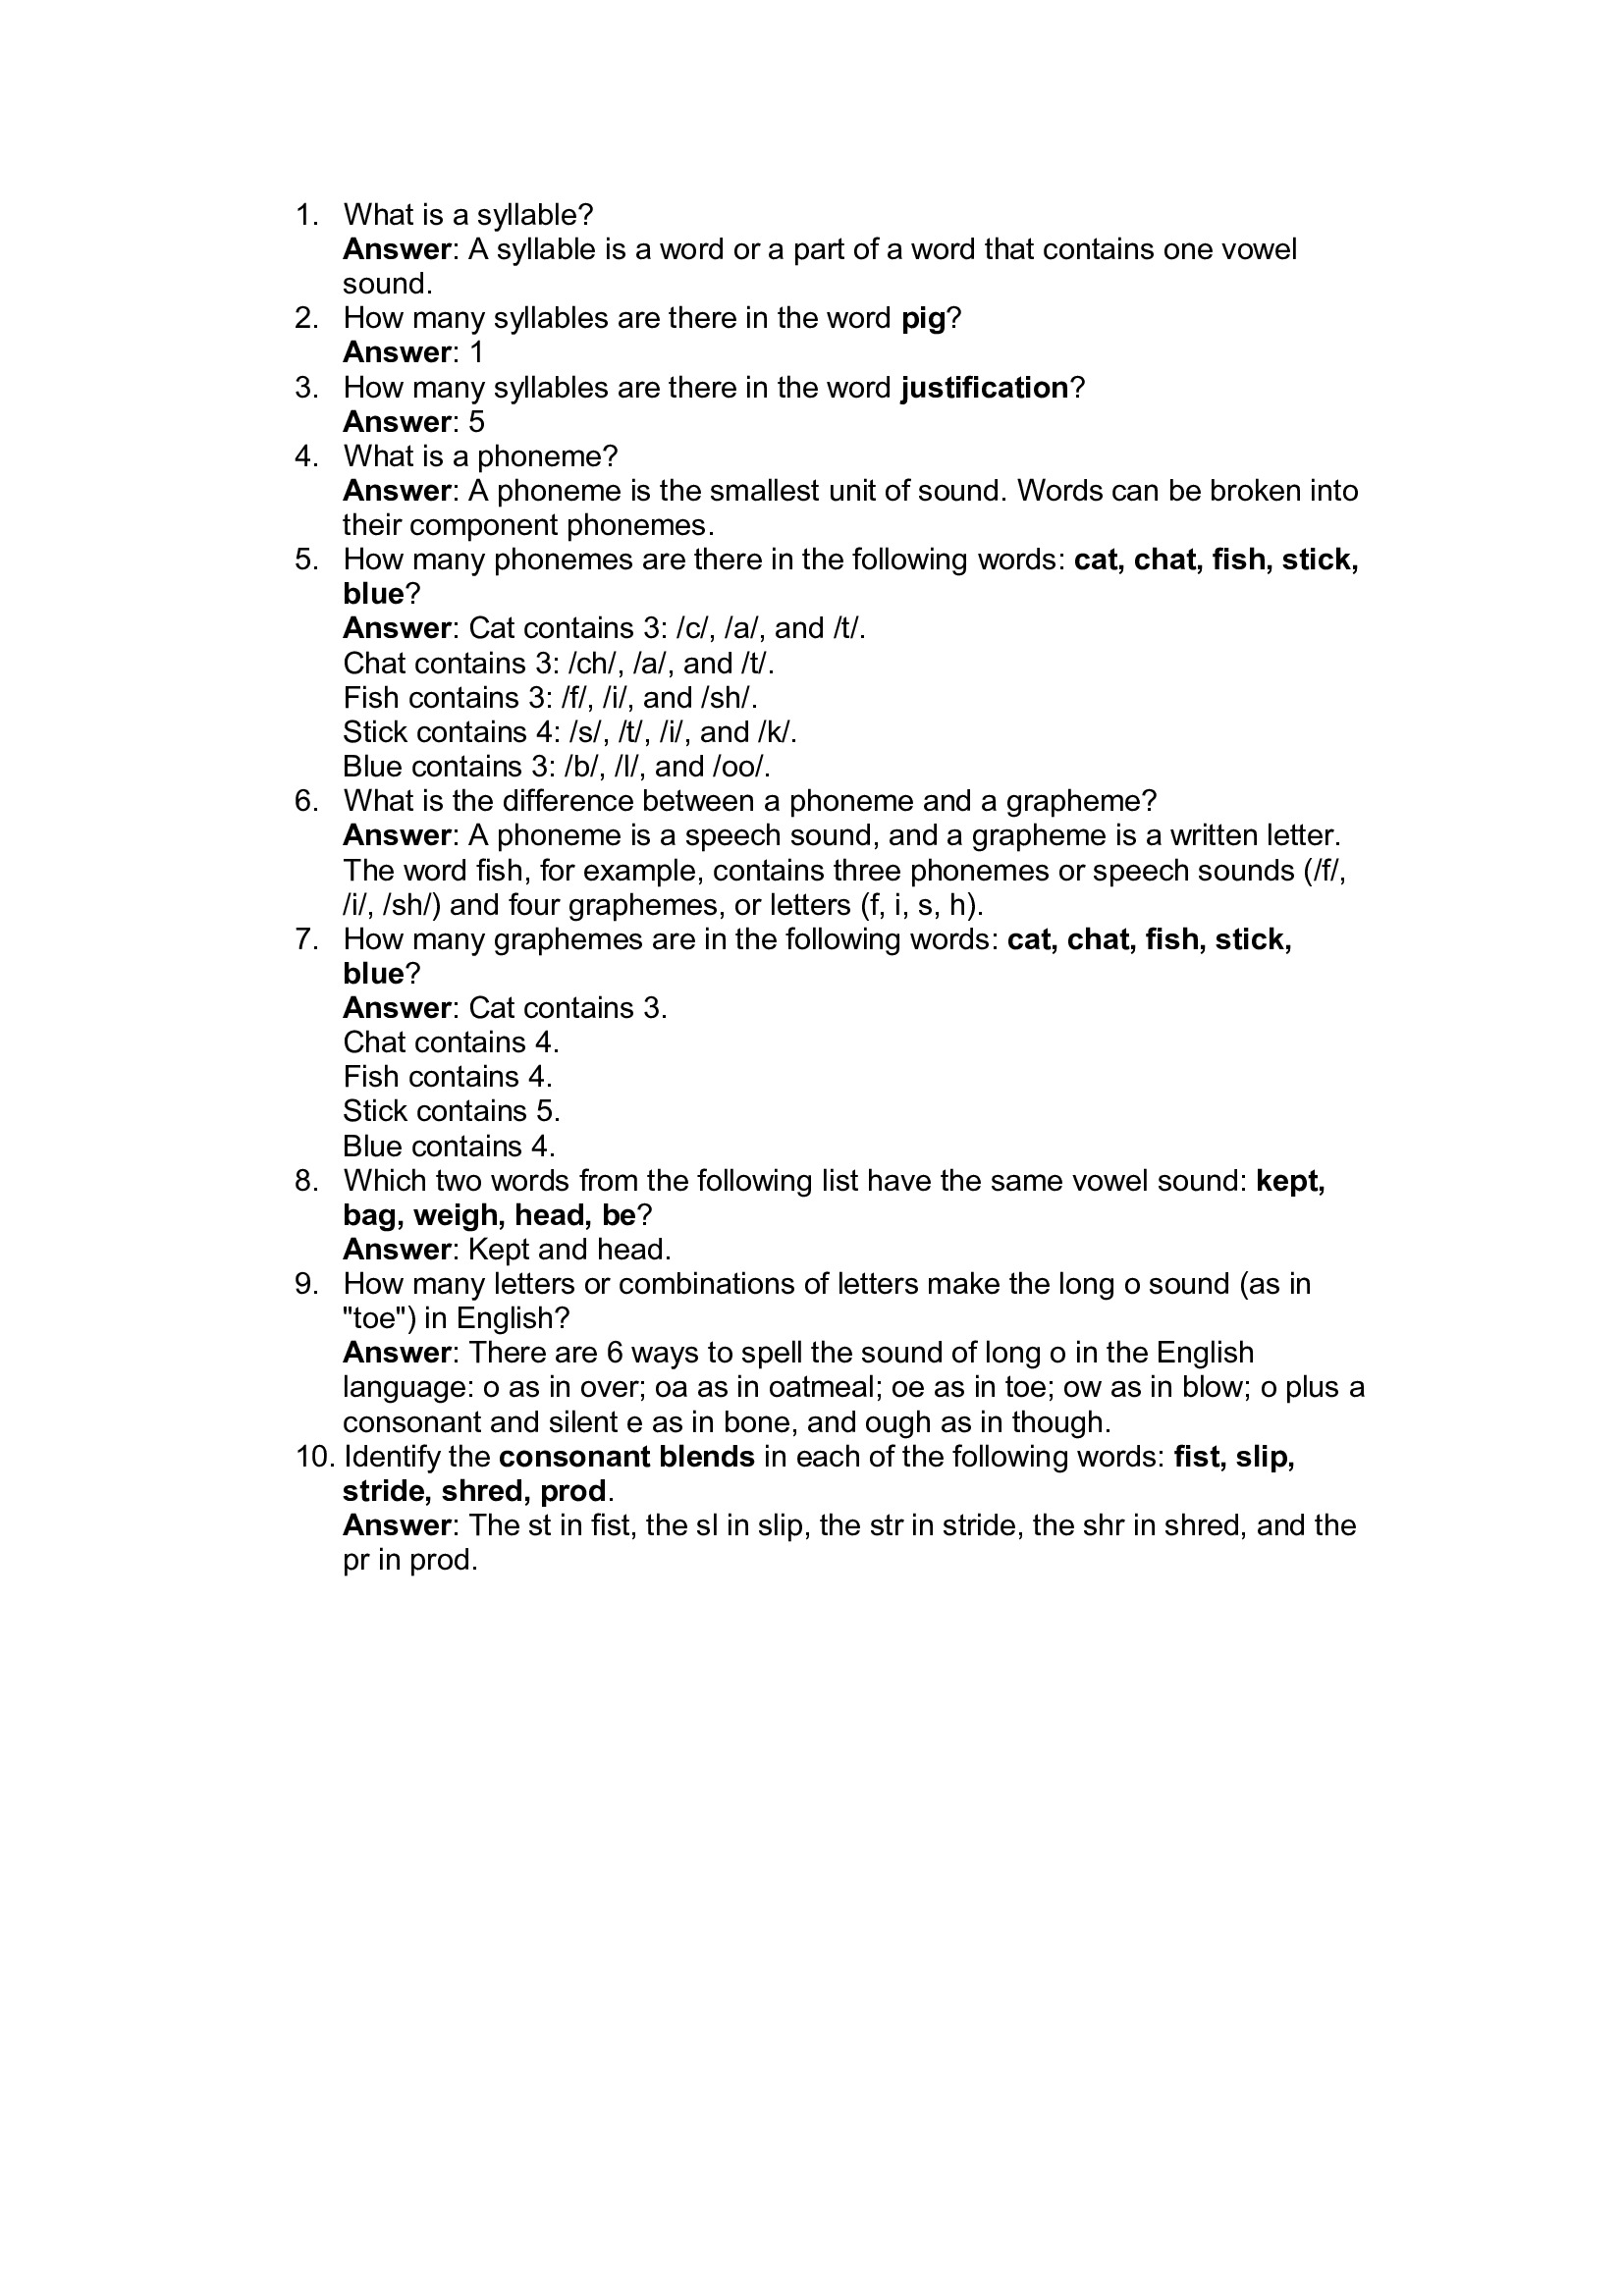 1. What is a syllable?
Answer: A syllable is a word or a part of a word that contains one vowel
sound.
2. How many syllables are there in the word pig?
Answer: 1
3. How many syllables are there in the word justification?
Answer: 5
4. What is a phoneme?
Answer: A phoneme is the smallest unit of sound. Words can be broken into
their component phonemes.
5. How many phonemes are there in the following words: cat, chat, fish, stick,
blue?
Answer: Cat contains 3: /c/, /a/, and /t/.
Chat contains 3: /ch/, /a/, and /t/.
Fish contains 3: /f/, /i/, and /sh/.
Stick contains 4: /s/, /t/, /i/, and /k/.
Blue contains 3: /b/, /l/, and /oo/.
6. What is the difference between a phoneme and a grapheme?
Answer: A phoneme is a speech sound, and a grapheme is a written letter.
The word fish, for example, contains three phonemes or speech sounds (/f/,
/i/, /sh/) and four graphemes, or letters (f, i, s, h).
7. How many graphemes are in the following words: cat, chat, fish, stick,
blue?
Answer: Cat contains 3.
Chat contains 4.
Fish contains 4.
Stick contains 5.
Blue contains 4.
8. Which two words from the following list have the same vowel sound: kept,
bag, weigh, head, be?
Answer: Kept and head.
9. How many letters or combinations of letters make the long o sound (as in
"toe") in English?
Answer: There are 6 ways to spell the sound of long o in the English
language: o as in over; oa as in oatmeal; oe as in toe; ow as in blow; o plus a
consonant and silent e as in bone, and ough as in though.
10. Identify the consonant blends in each of the following words: fist, slip,
stride, shred, prod.
Answer: The st in fist, the sl in slip, the str in stride, the shr in shred, and the
pr in prod.